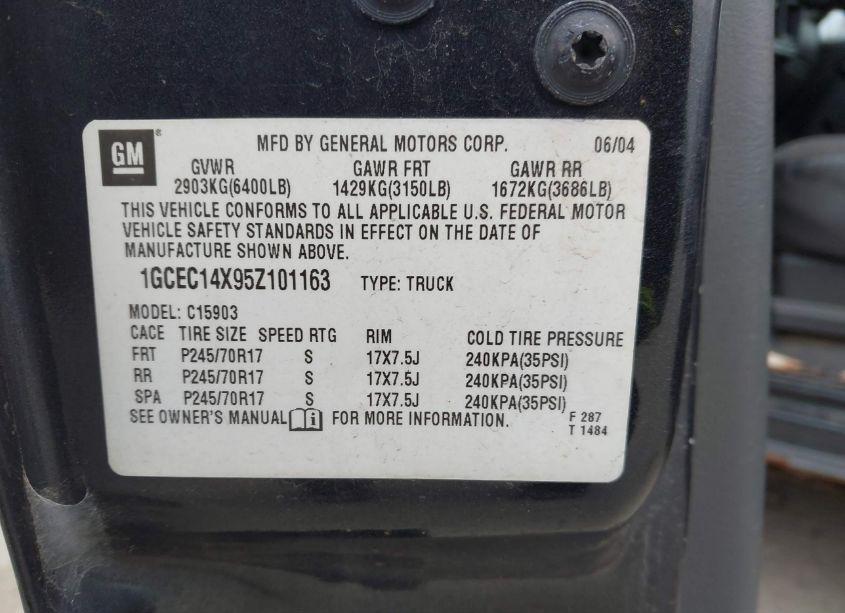 GM ® MFD BY GENERAL MOTORS CORP. 06/04
GVWR GAWR FRT GAWR RR
2903KG(6400LB) 1429KG(3150LB) 1672KG(3686LB)
THIS VEHICLE CONFORMS TO ALL APPLICABLE U.S. FEDERAL MOTOR
VEHICLE SAFETY STANDARDS IN EFFECT ON THE DATE OF
MANUFACTURE SHOWN ABOVE.
1GCEC14X95Z101163 TYPE: TRUCK
MODEL: C15903
CACE TIRE SIZE SPEED RTG RIM COLD TIRE PRESSURE
FRT P245/70R17 S 17X7.5J 240KPA(35PSI)
RR P245/70R17 S 17X7.5J 240KPA(35PSI)
SPA P245/70R17 S 17X7.5J 240KPA(35PSI)
SEE OWNER'S MANUAL i FOR MORE INFORMATION.
F 287
T 1484